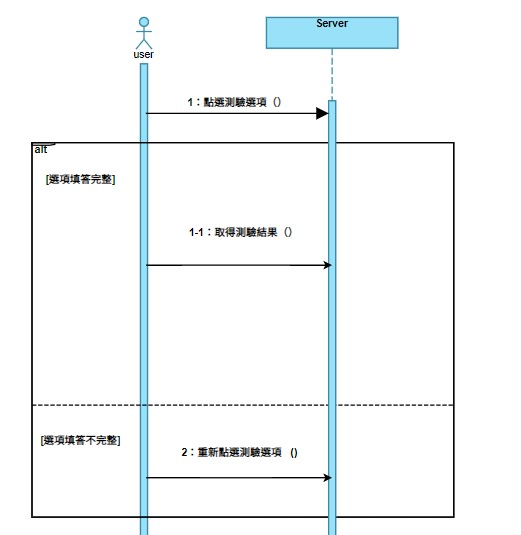 Server
user
1：點選測驗選項（）
alt
[選項填答完整]
1-1：取得測驗結果（）
[選項填答不完整]
2：重新點選測驗選項 ()